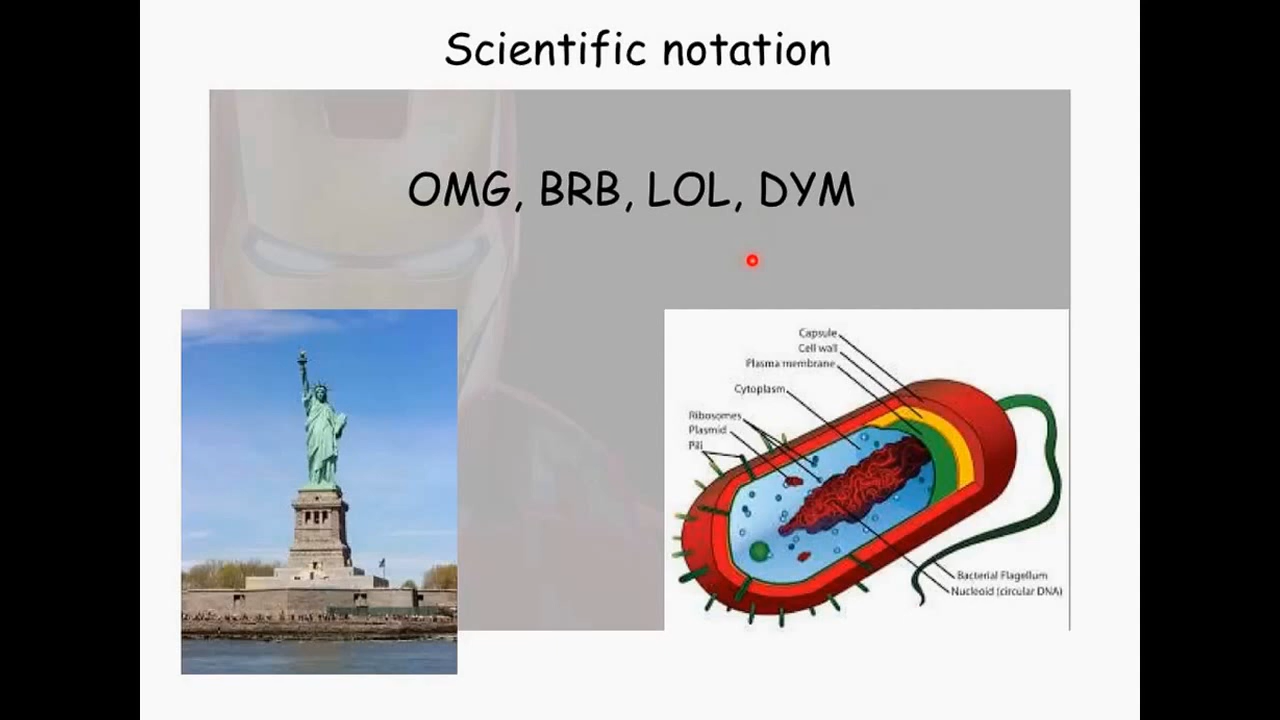 Scientific notation
OMG, BRB, LOL, DYM
Capsule
Cell wall
Plasma membrane
Cytoplasm
Ribosomes
Plasmid
Pili
Bacterial Flagellum
Nucleoid (circular DNA)